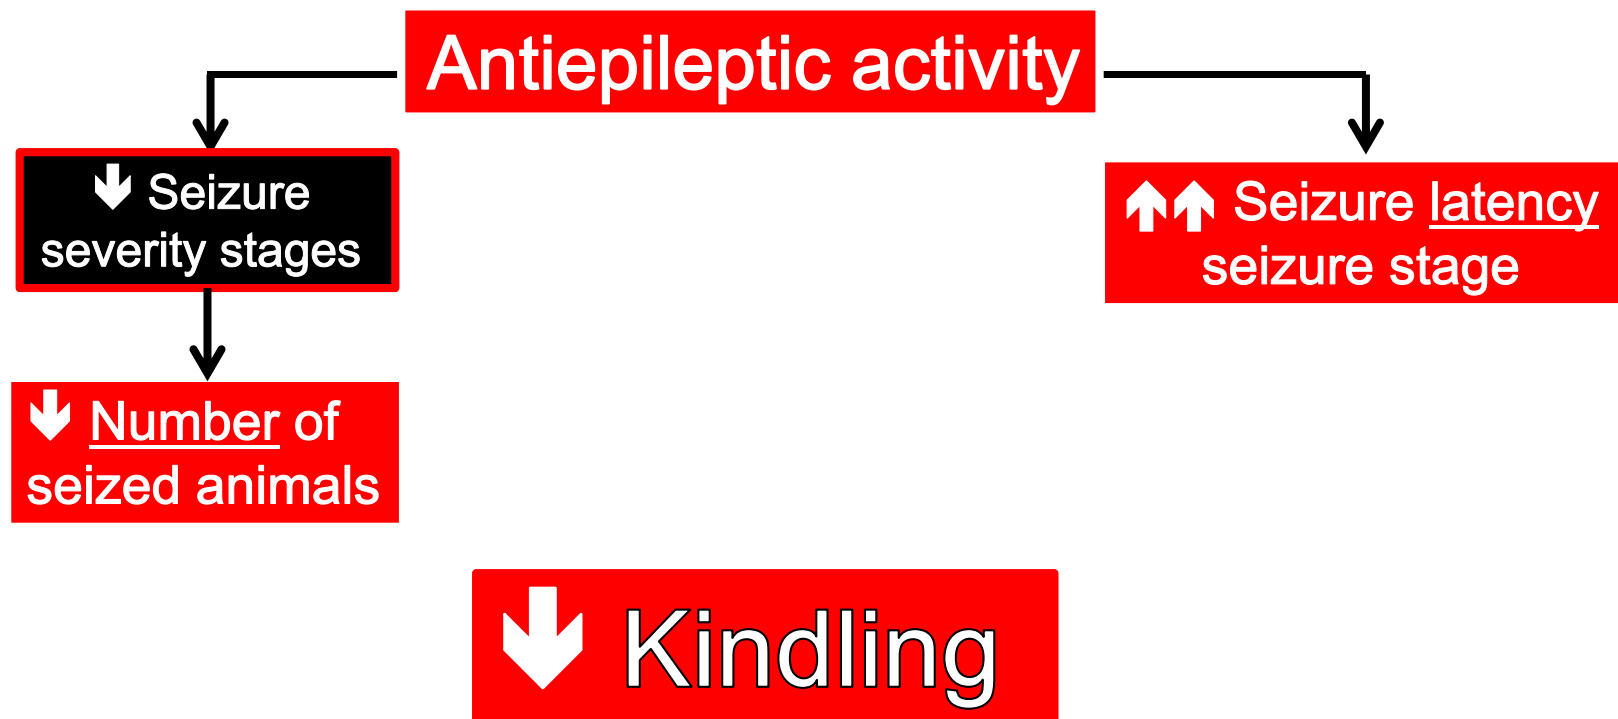 Antiepileptic activity
Seizure
severity stages
Seizure latency
seizure stage
Number of
seized animals
Kindling